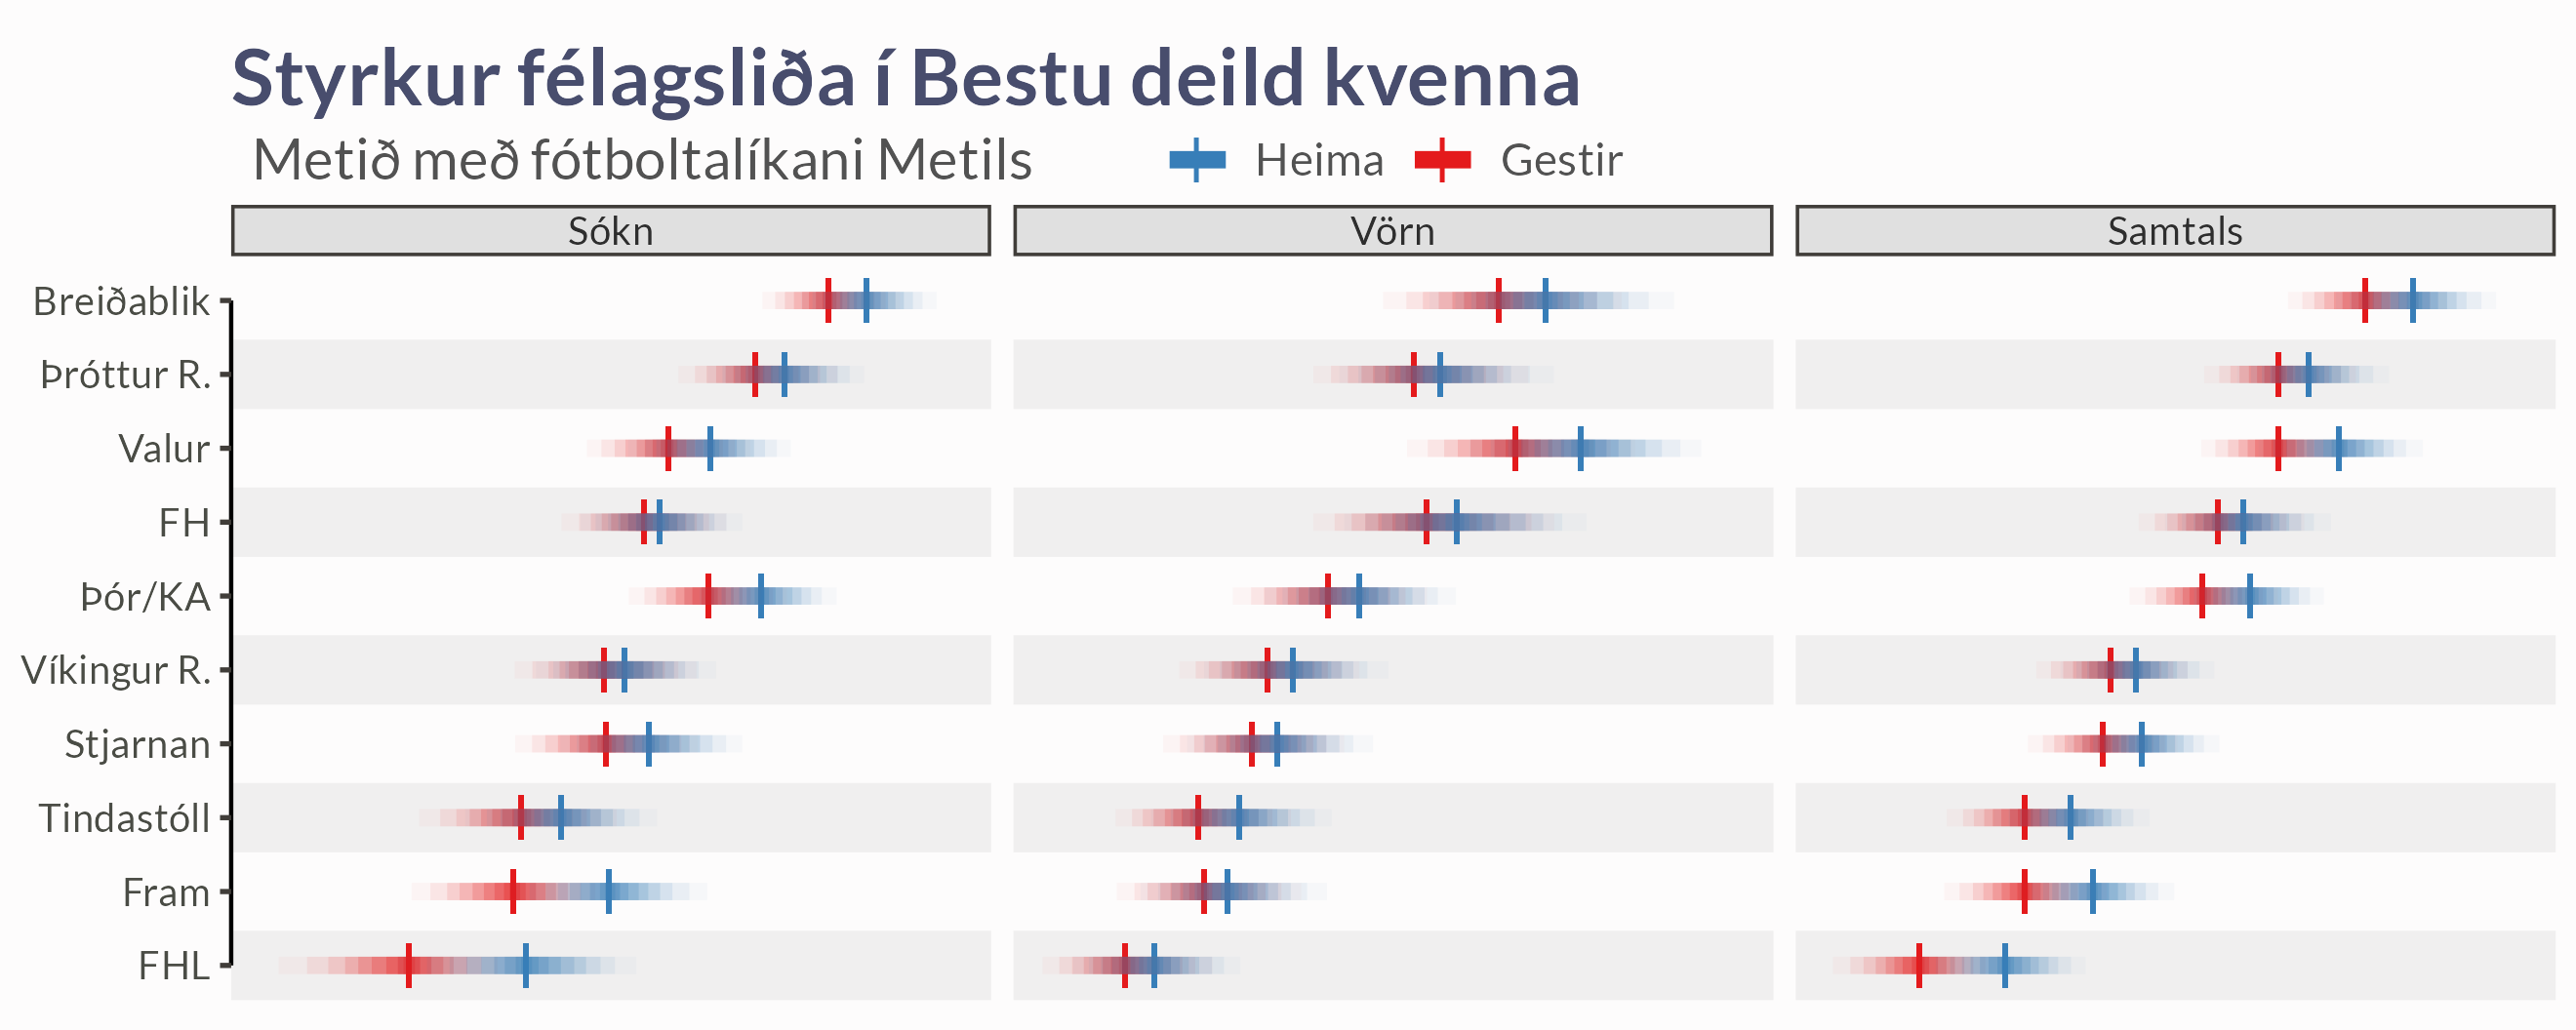 Styrkur félagsliða í Bestu deild kvenna
Metið með fótboltalíkani Metils
Heima Gestir
Sókn Vörn Samtals
Breiðablik
Þróttur R.
Valur
FH
Þór/KA
Víkingur R.
Stjarnan
Tindastóll
Fram
FHL